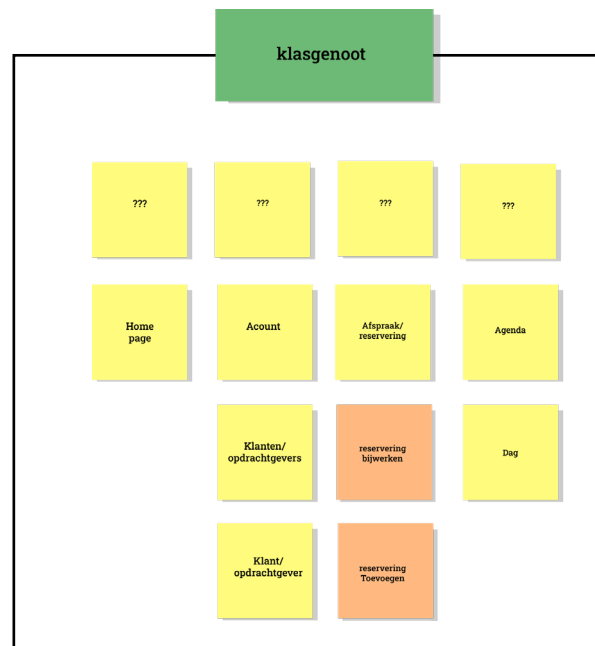 klasgenoot
???
???
???
???
Home
page
Acount
Afspraak/
reservering
Agenda
Klanten/
opdrachtgevers
reservering
bijwerken
Dag
Klant/
opdrachtgever
reservering
Toevoegen